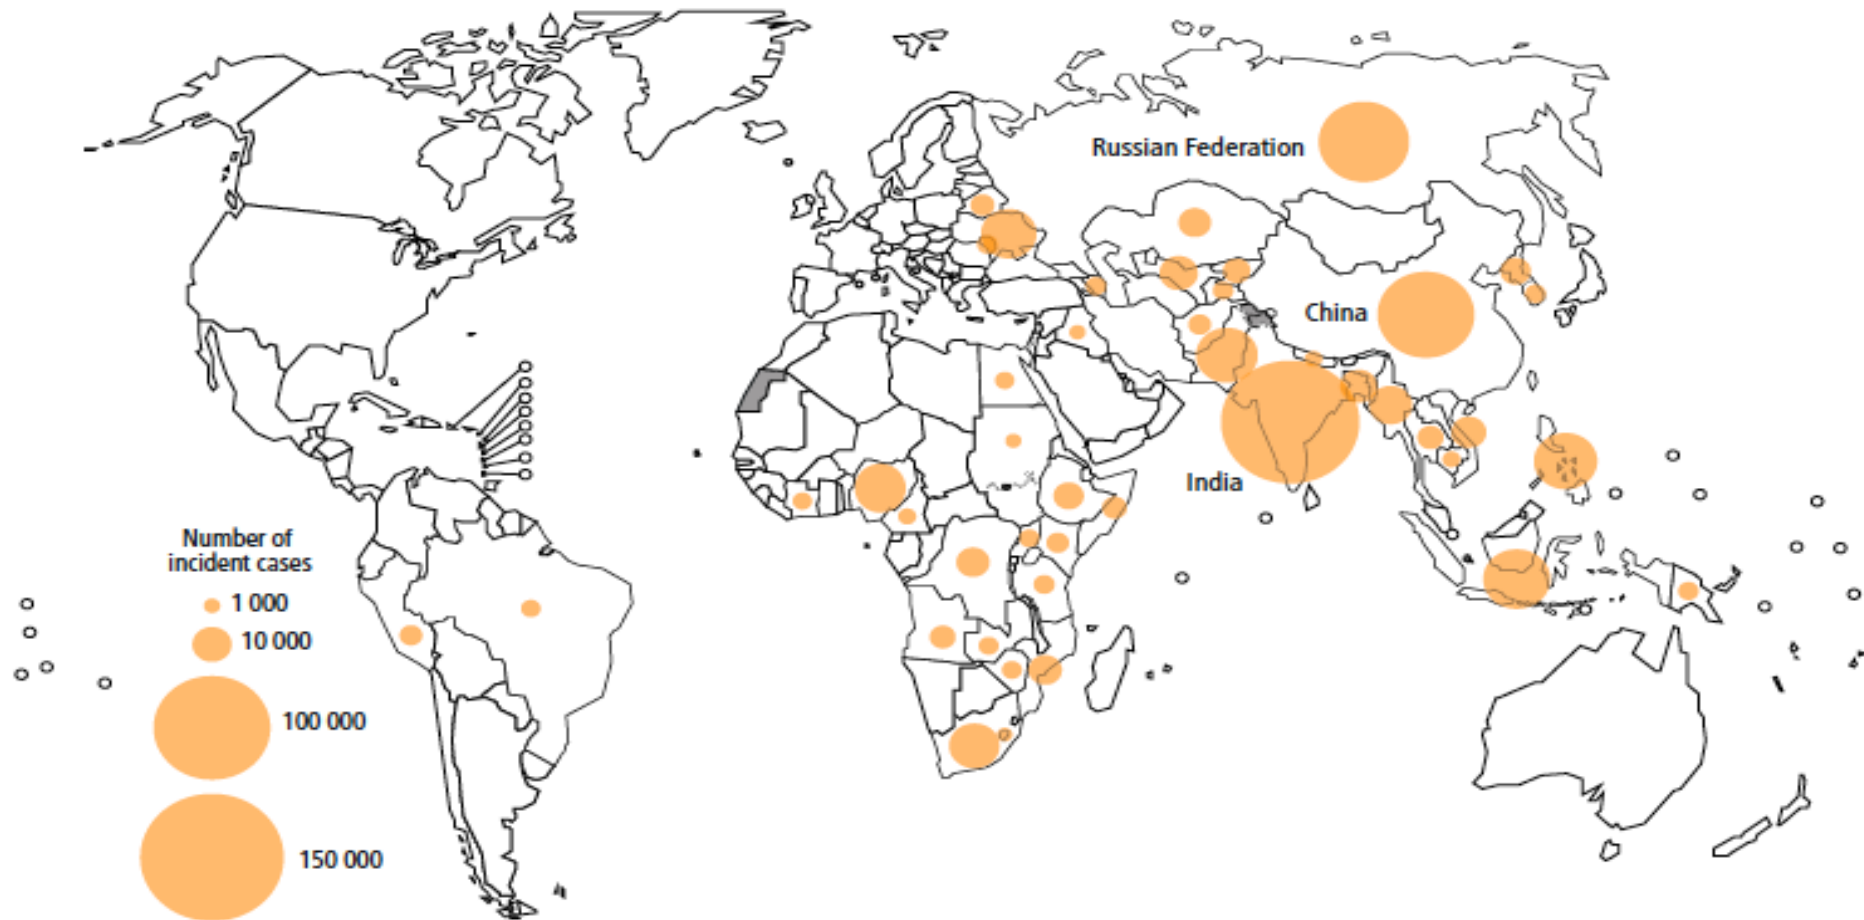 Russian Federation
China
India
Number of
incident cases
1 000
10 000
100 000
150 000